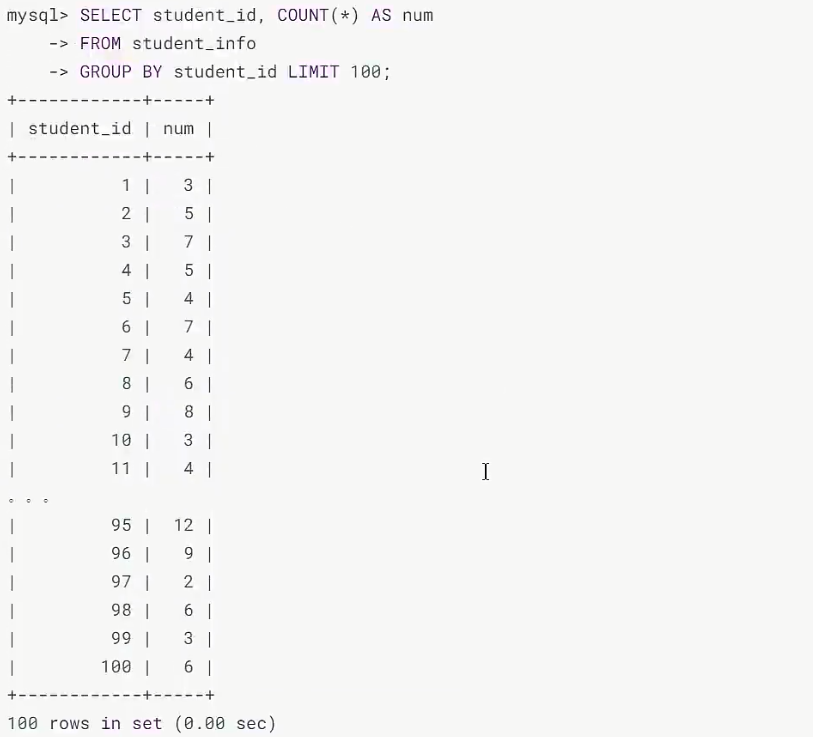 mysql> SELECT student_id, COUNT(*) AS num
    -> FROM student_info
    -> GROUP BY student_id LIMIT 100;
+------------+-----+
| student_id | num |
+------------+-----+
|          1 |   3 |
|          2 |   5 |
|          3 |   7 |
|          4 |   5 |
|          5 |   4 |
|          6 |   7 |
|          7 |   4 |
|          8 |   6 |
|          9 |   8 |
|         10 |   3 |
|         11 |   4 |
。。。
|         95 |  12 |
|         96 |   9 |
|         97 |   2 |
|         98 |   6 |
|         99 |   3 |
|        100 |   6 |
+------------+-----+
100 rows in set (0.00 sec)